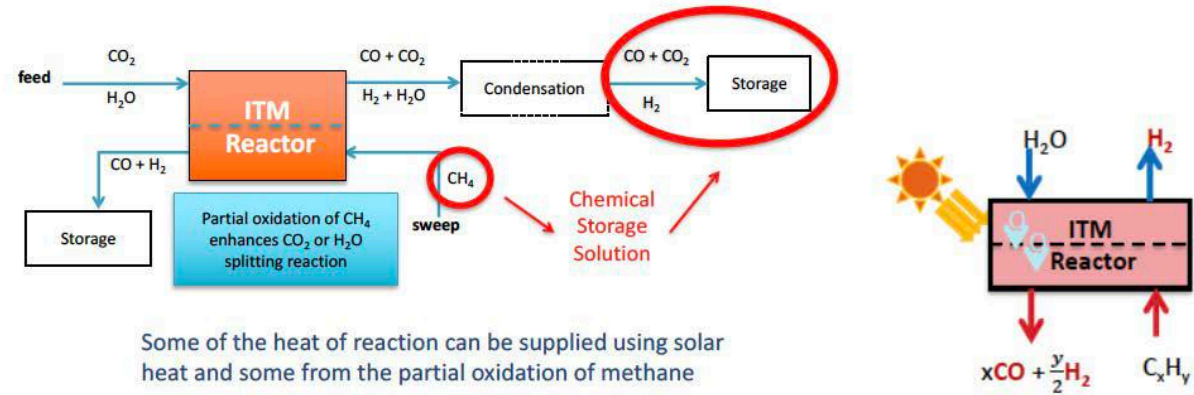 feed
CO₂
H₂O
ITM
Reactor
CO + CO₂
H₂ + H₂O
Condensation
CO + CO₂
H₂
Storage
CO + H₂
Storage
Partial oxidation of CH₄
enhances CO₂ or H₂O
splitting reaction
CH₄
sweep
Chemical
Storage
Solution
Some of the heat of reaction can be supplied using solar
heat and some from the partial oxidation of methane
H₂O
H₂
O
O
ITM
Reactor
xCO + y/2 H₂
CₓHᵧ